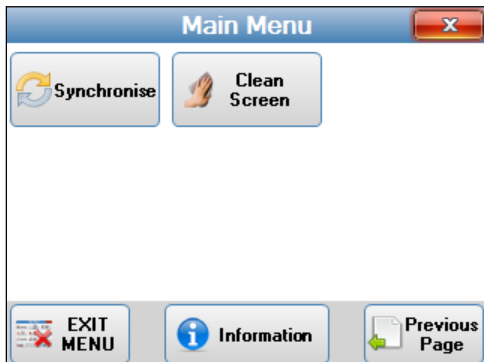 Main Menu
x
Synchronise
Clean
Screen
EXIT
MENU
Information
Previous
Page